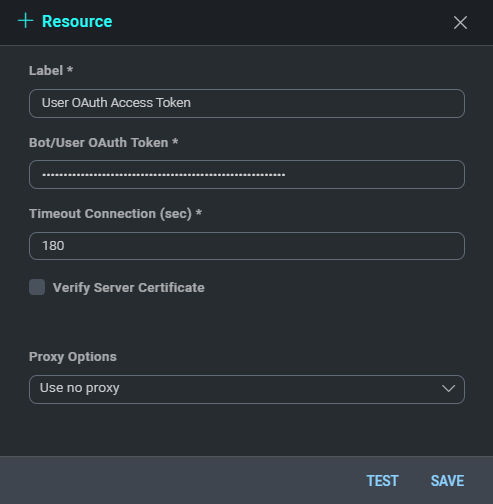 Resource
Label *
User OAuth Access Token
Bot/User OAuth Token *
Timeout Connection (sec) *
180
Verify Server Certificate
Proxy Options
Use no proxy
TEST SAVE